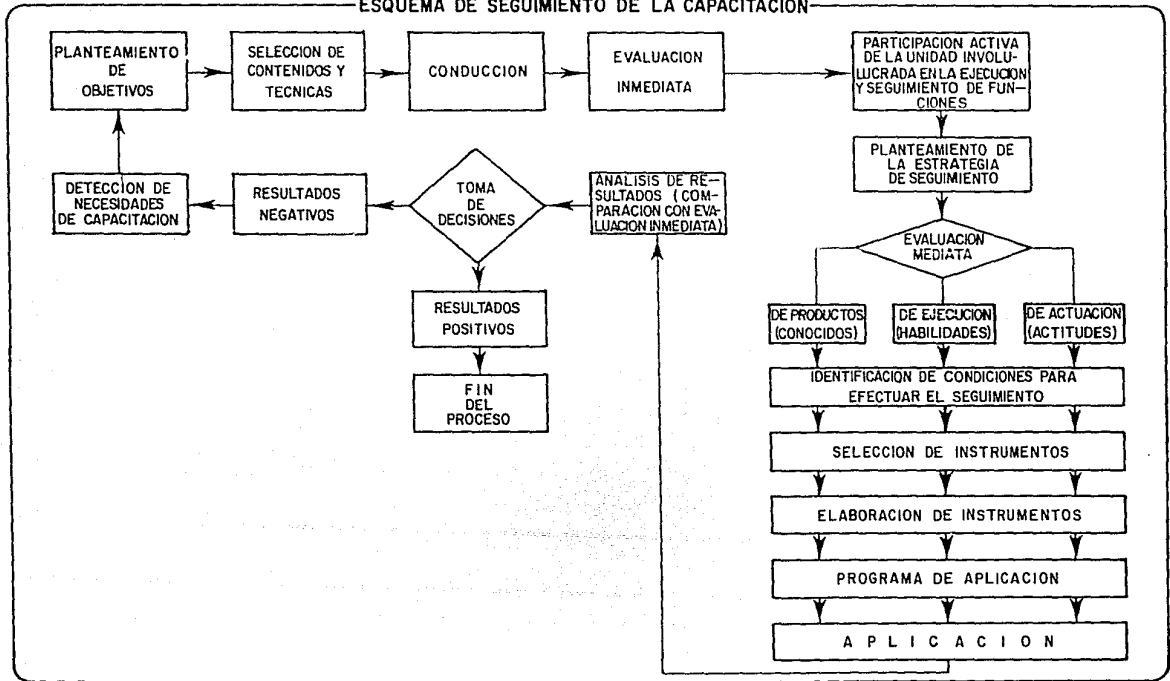 ESQUEMA DE SEGUIMIENTO DE LA CAPACITACION
PLANTEAMIENTO
DE
OBJETIVOS
SELECCION DE
CONTENIDOS Y
TECNICAS
CONDUCCION
EVALUACION
INMEDIATA
PARTICIPACION ACTIVA
DE LA UNIDAD INVOLU-
LUCRADA EN LA EJECUCION
Y SEGUIMIENTO DE FUN-
CIONES
PLANTEAMIENTO DE
LA ESTRATEGIA
DE SEGUIMIENTO
DETECCION DE
NECESIDADES
DE CAPACITACION
RESULTADOS
NEGATIVOS
TOMA
DE
DECISIONES
ANALISIS DE RE-
SULTADOS (COM-
PARACION CON EVA-
LUACION INMEDIATA)
EVALUACION
MEDIATA
RESULTADOS
POSITIVOS
FIN
DEL
PROCESO
DE PRODUCTOS
(CONOCIDOS)
DE EJECUCION
(HABILIDADES)
DE ACTUACION
(ACTITUDES)
IDENTIFICACION DE CONDICIONES PARA
EFECTUAR EL SEGUIMIENTO
SELECCION DE INSTRUMENTOS
ELABORACION DE INSTRUMENTOS
PROGRAMA DE APLICACION
APLICACION